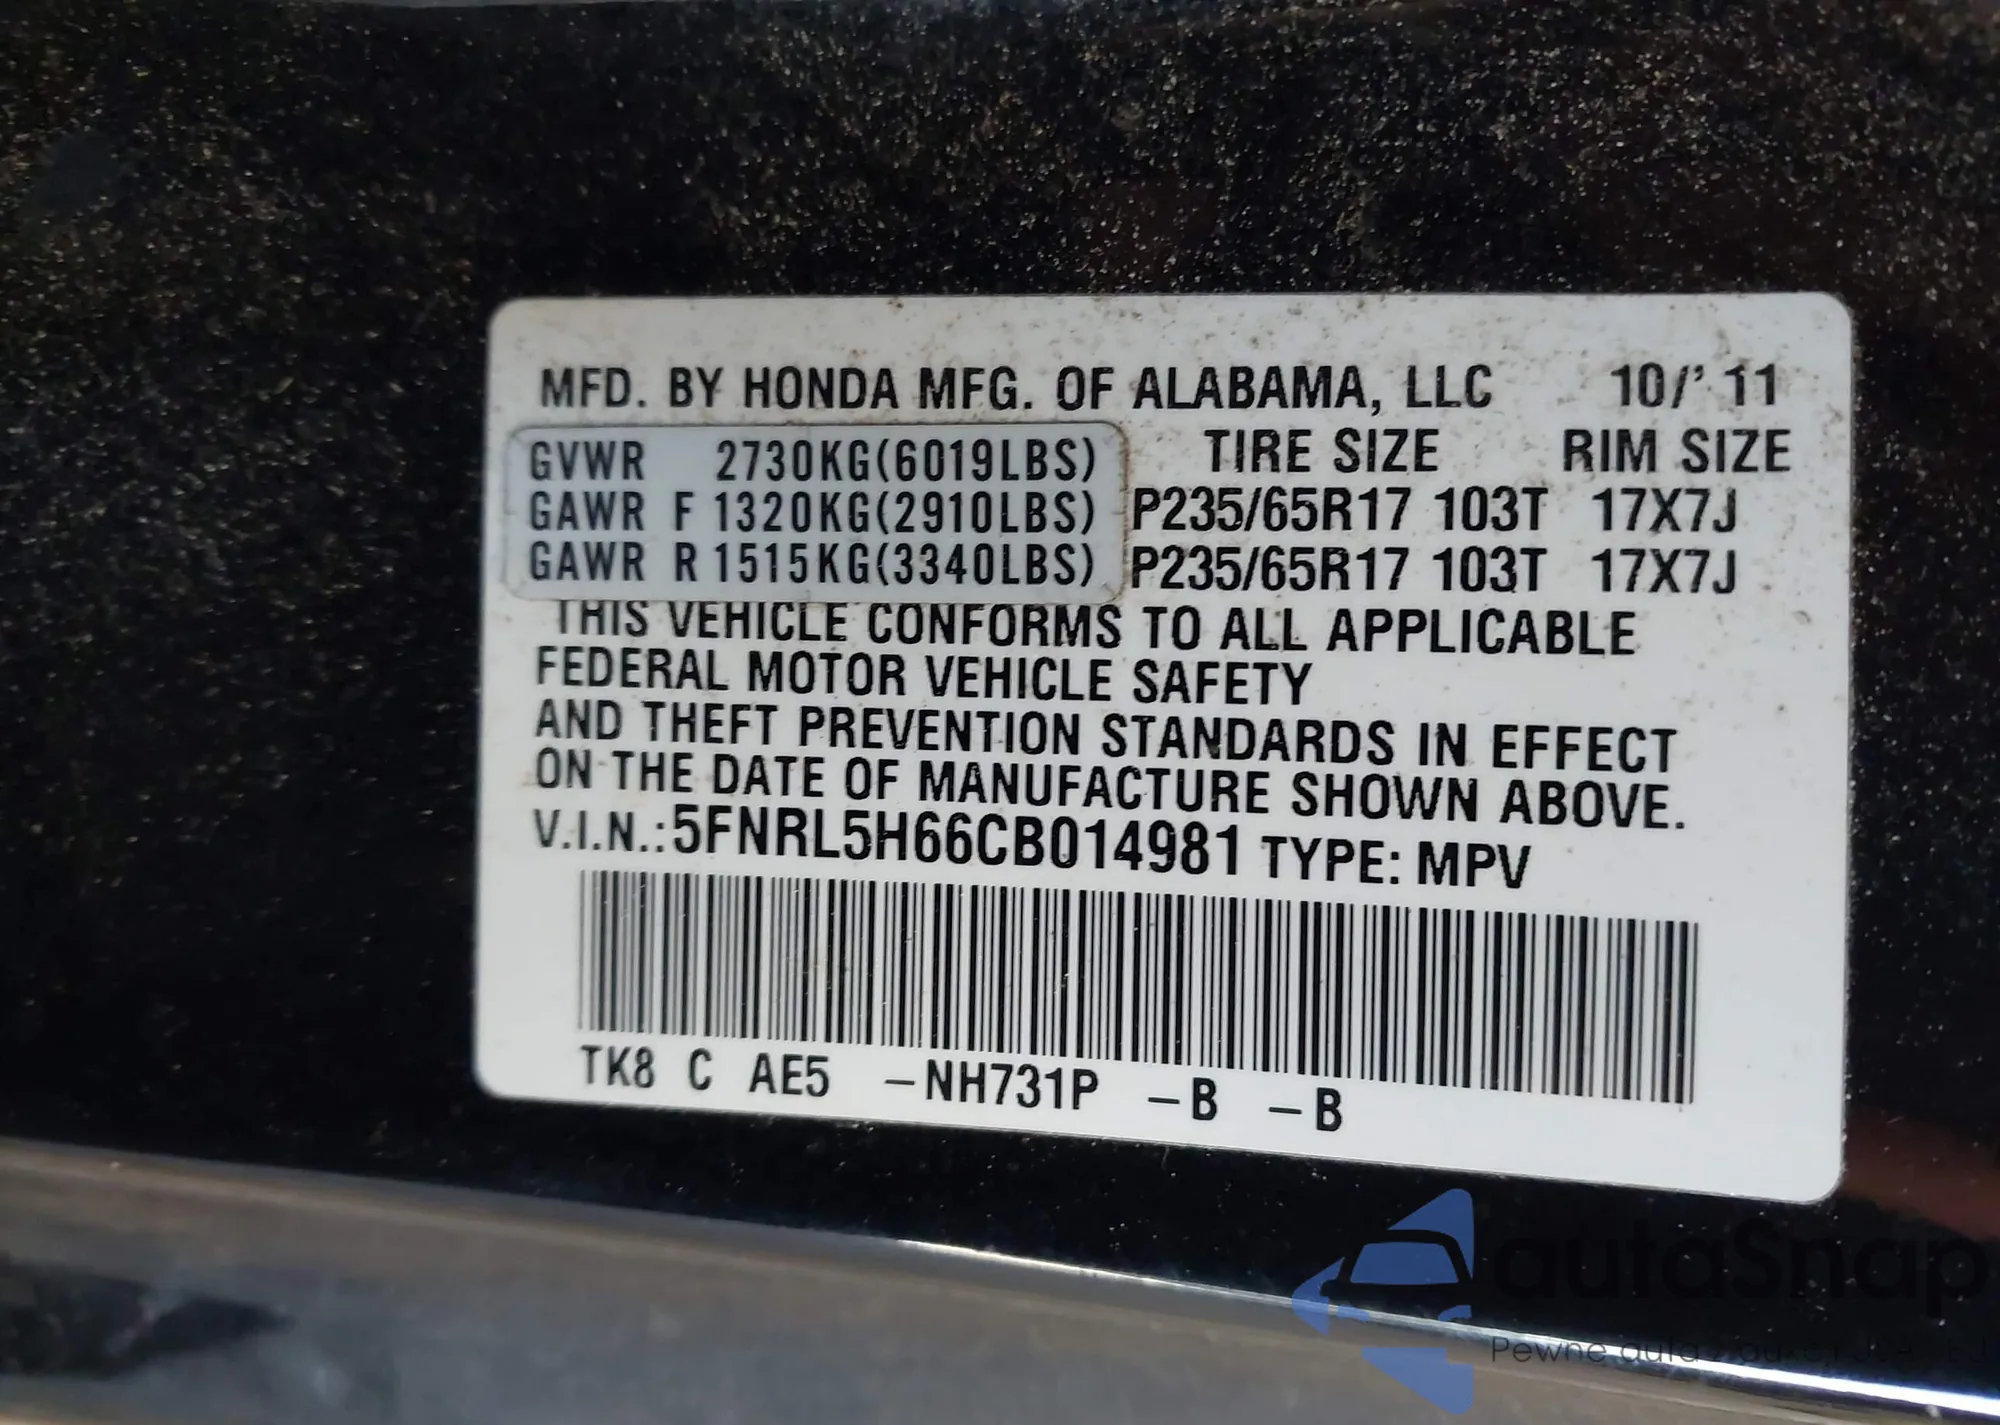 MFD. BY HONDA MFG. OF ALABAMA, LLC 10/'11
TIRE SIZE RIM SIZE
GVWR 2730KG(6019LBS)
GAWR F 1320KG(2910LBS) P235/65R17 103T 17X7J
GAWR R 1515KG(3340LBS) P235/65R17 103T 17X7J
THIS VEHICLE CONFORMS TO ALL APPLICABLE
FEDERAL MOTOR VEHICLE SAFETY
AND THEFT PREVENTION STANDARDS IN EFFECT
ON THE DATE OF MANUFACTURE SHOWN ABOVE.
V.I.N.:5FNRL5H66CB014981 TYPE: MPV
TK8 C AE5 –NH731P –B –B
autoSnap
Pewne auta z